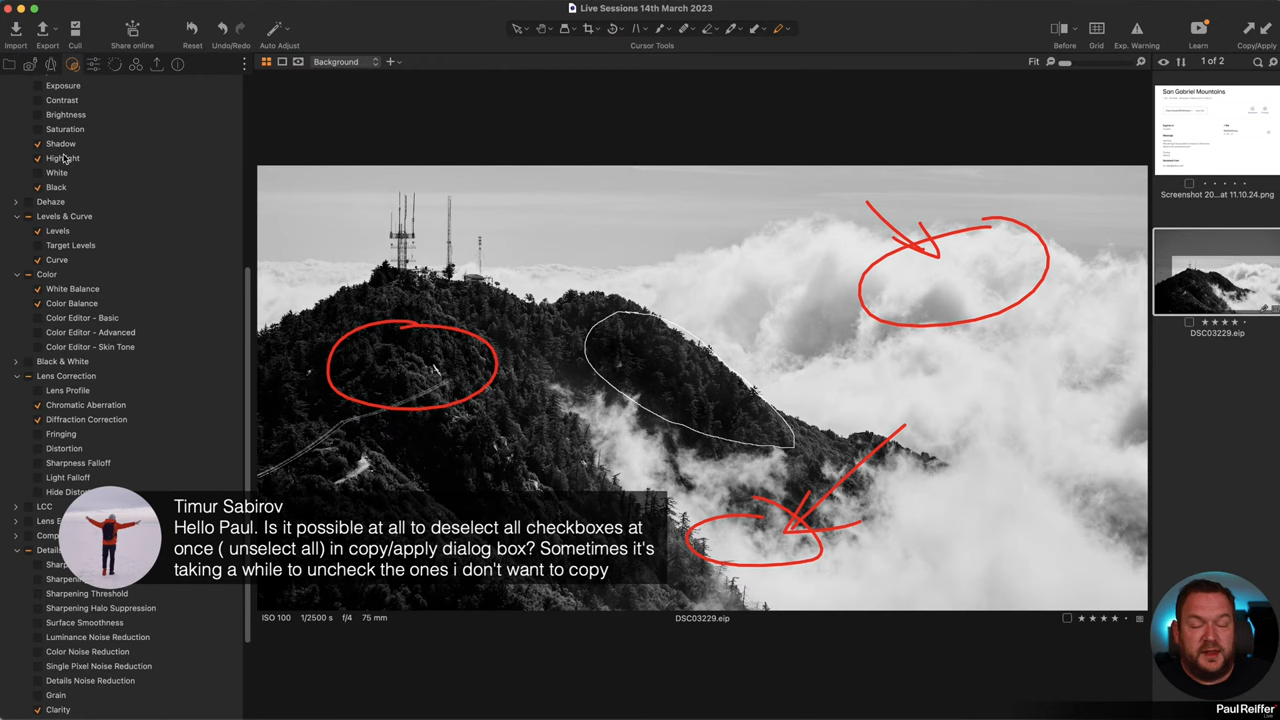 Live Sessions 14th March 2023
Import
Export
Cull
Share online
Reset
Undo/Redo
Auto Adjust
Cursor Tools
Before
Grid
Exp. Warning
Learn
Copy/Apply
Background
Fit
1 of 2
Exposure
Contrast
Brightness
Saturation
Shadow
Highlight
White
Black
Dehaze
Levels & Curve
Levels
Target Levels
Curve
Color
White Balance
Color Balance
Color Editor - Basic
Color Editor - Advanced
Color Editor - Skin Tone
Black & White
Lens Correction
Lens Profile
Chromatic Aberration
Diffraction Correction
Fringing
Distortion
Sharpness Falloff
Light Falloff
Hide Disto
LCC
Lens E
Comp
Details
Shar
Sharpening
Sharpening Threshold
Sharpening Halo Suppression
Surface Smoothness
Luminance Noise Reduction
Color Noise Reduction
Single Pixel Noise Reduction
Details Noise Reduction
Grain
Clarity
Timur Sabirov
Hello Paul. Is it possible at all to deselect all checkboxes at
once ( unselect all) in copy/apply dialog box? Sometimes it's
taking a while to uncheck the ones i don't want to copy
ISO 100 1/2500 s f/4 75 mm
DSC03229.eip
San Gabriel Mountains
Screenshot 20...at 11.10.24.png
DSC03229.eip
Paul Reiffer
Live